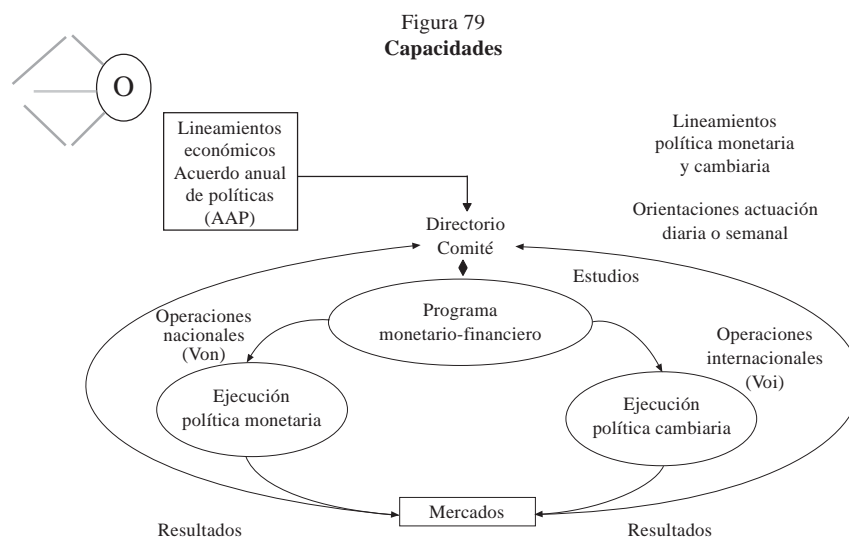 Figura 79
Capacidades
O
Lineamientos
económicos
Acuerdo anual
de políticas
(AAP)
Lineamientos
política monetaria
y cambiaria
Orientaciones actuación
diaria o semanal
Directorio
Comité
Estudios
Programa
monetario-financiero
Operaciones
nacionales
(Von)
Operaciones
internacionales
(Voi)
Ejecución
política monetaria
Ejecución
política cambiaria
Mercados
Resultados
Resultados